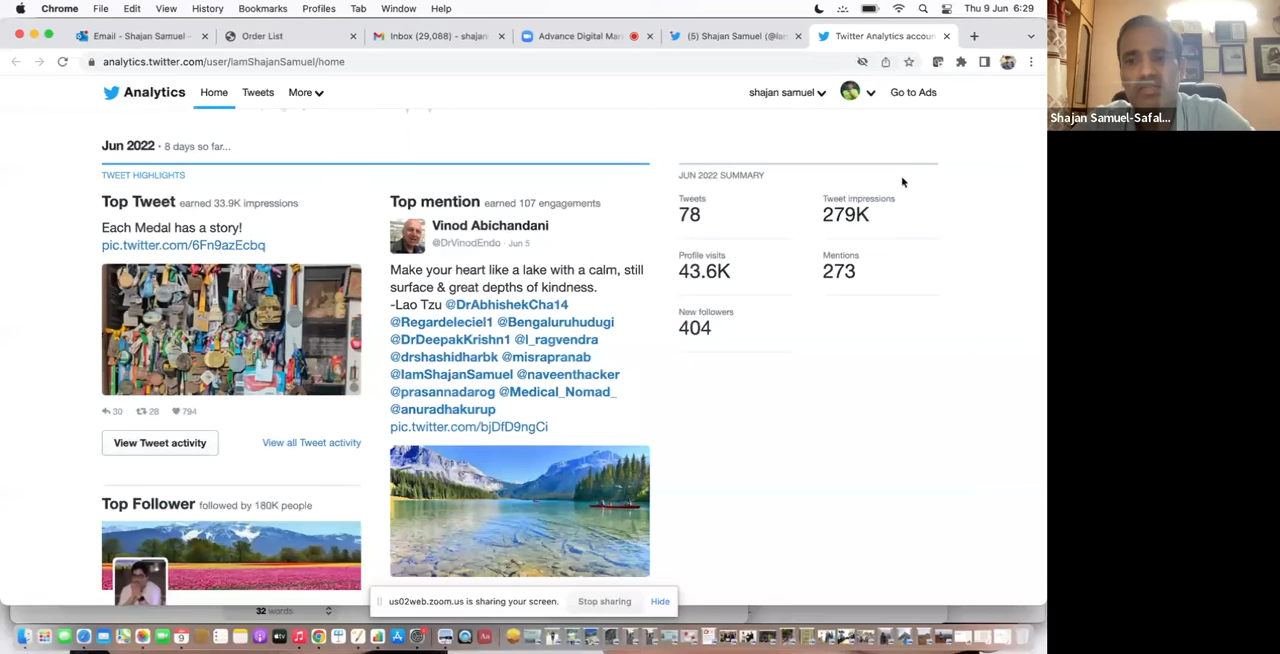 Chrome File Edit View History Bookmarks Profiles Tab Window Help Thu 9 Jun 6:29
Email - Shajan Samuel - Order List Inbox (29,088) - shajan Advance Digital Mar (5) Shajan Samuel (@Iam Twitter Analytics accoun
analytics.twitter.com/user/IamShajanSamuel/home
Analytics Home Tweets More shajan samuel Go to Ads
Shajan Samuel-Safal...
Jun 2022 · 8 days so far...
TWEET HIGHLIGHTS
Top Tweet earned 33.9K impressions
Each Medal has a story!
pic.twitter.com/6Fn9azEcbq
30 28 794
View Tweet activity View all Tweet activity
Top Follower followed by 180K people
Top mention earned 107 engagements
Vinod Abichandani
@DrVinodEndo · Jun 5
Make your heart like a lake with a calm, still
surface & great depths of kindness.
-Lao Tzu @DrAbhishekCha14
@Regardeleciel1 @Bengaluruhudugi
@DrDeepakKrishn1 @l_ragvendra
@drshashidharbk @misrapranab
@IamShajanSamuel @naveenthacker
@prasannadarog @Medical_Nomad_
@anuradhakurup
pic.twitter.com/bjDfD9ngCi
JUN 2022 SUMMARY
Tweets Tweet impressions
78 279K
Profile visits Mentions
43.6K 273
New followers
404
us02web.zoom.us is sharing your screen. Stop sharing Hide
32 words